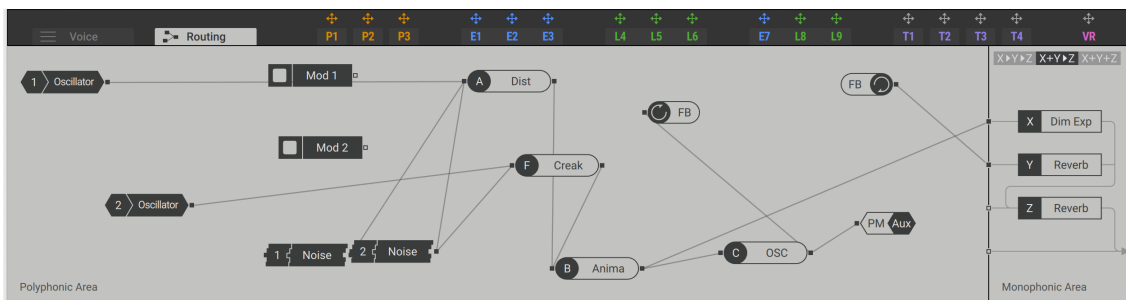 P1 P2 P3 E1 E2 E3 L4 L5 L6 E7 L8 L9 T1 T2 T3 T4 VR
Voice Routing
X▸Y▸Z X+Y▸Z X+Y+Z
1 Oscillator
Mod 1
A Dist
FB
FB
X Dim Exp
Mod 2
F Creak
Y Reverb
2 Oscillator
Z Reverb
PM Aux
1 Noise
2 Noise
B Anima
C OSC
Polyphonic Area
Monophonic Area